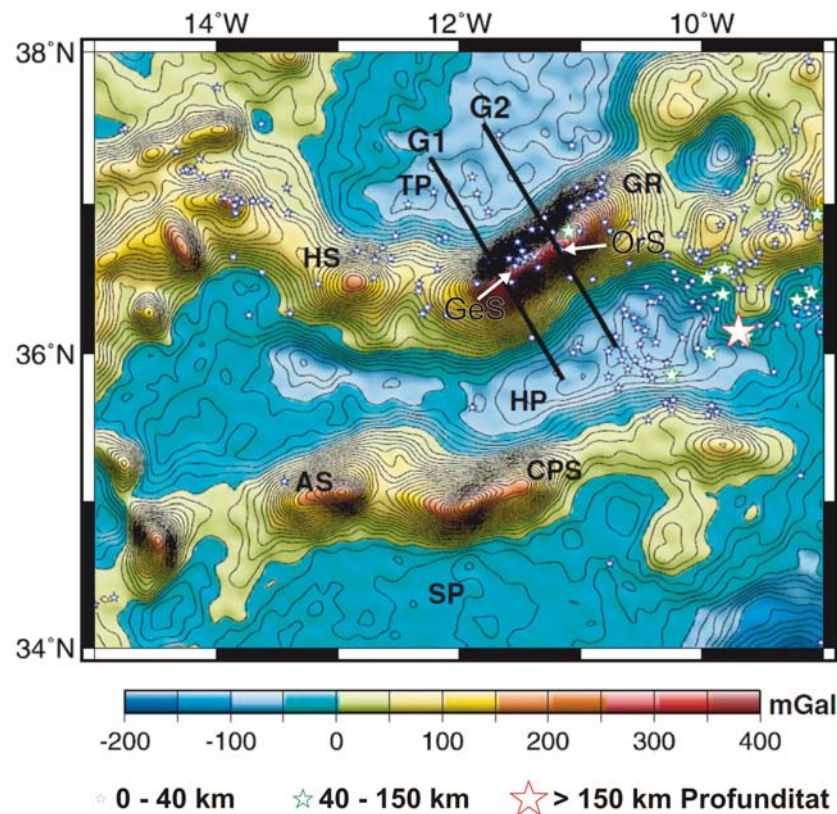 14°W 12°W 10°W
38°N
G2
G1
TP
GR
OrS
HS
GeS
36°N
HP
AS
CPS
SP
34°N
mGal
-200 -100 0 100 200 300 400
0 - 40 km 40 - 150 km > 150 km Profunditat